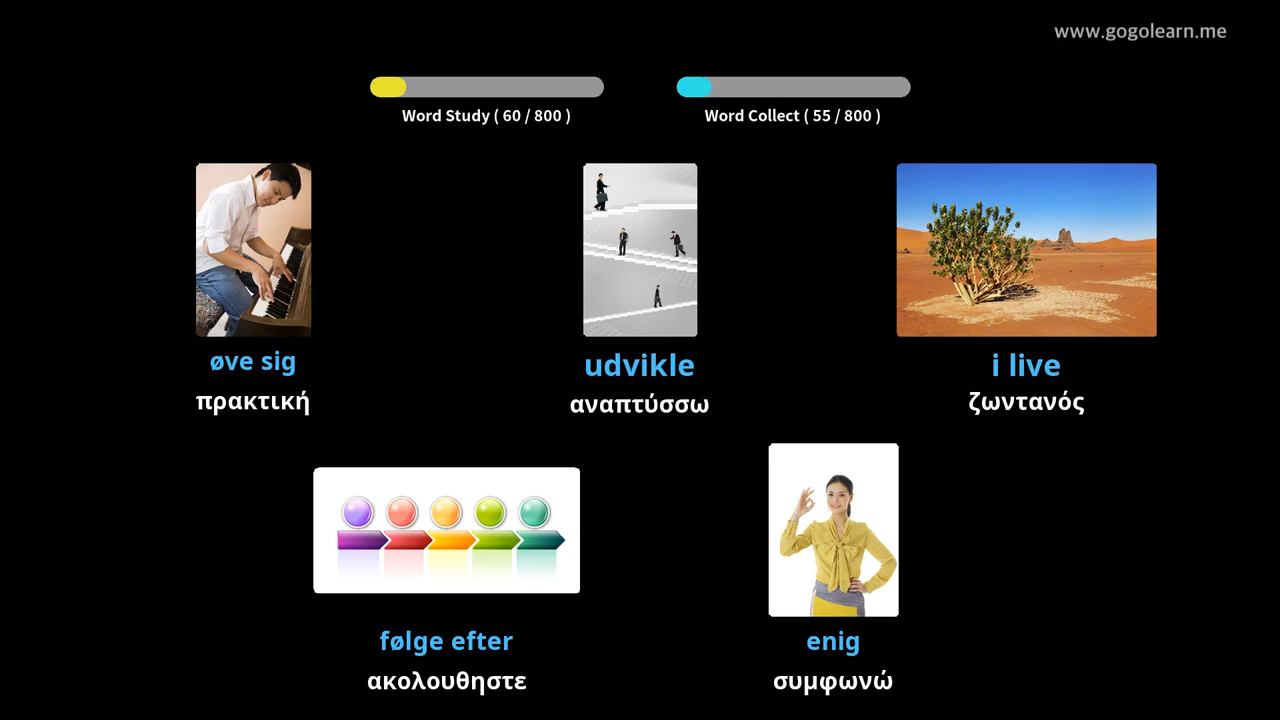 www.gogolearn.me
Word Study ( 60 / 800 )
Word Collect ( 55 / 800 )
øve sig
πρακτική
udvikle
αναπτύσσω
i live
ζωντανός
følge efter
ακολουθηστε
enig
συμφωνώ